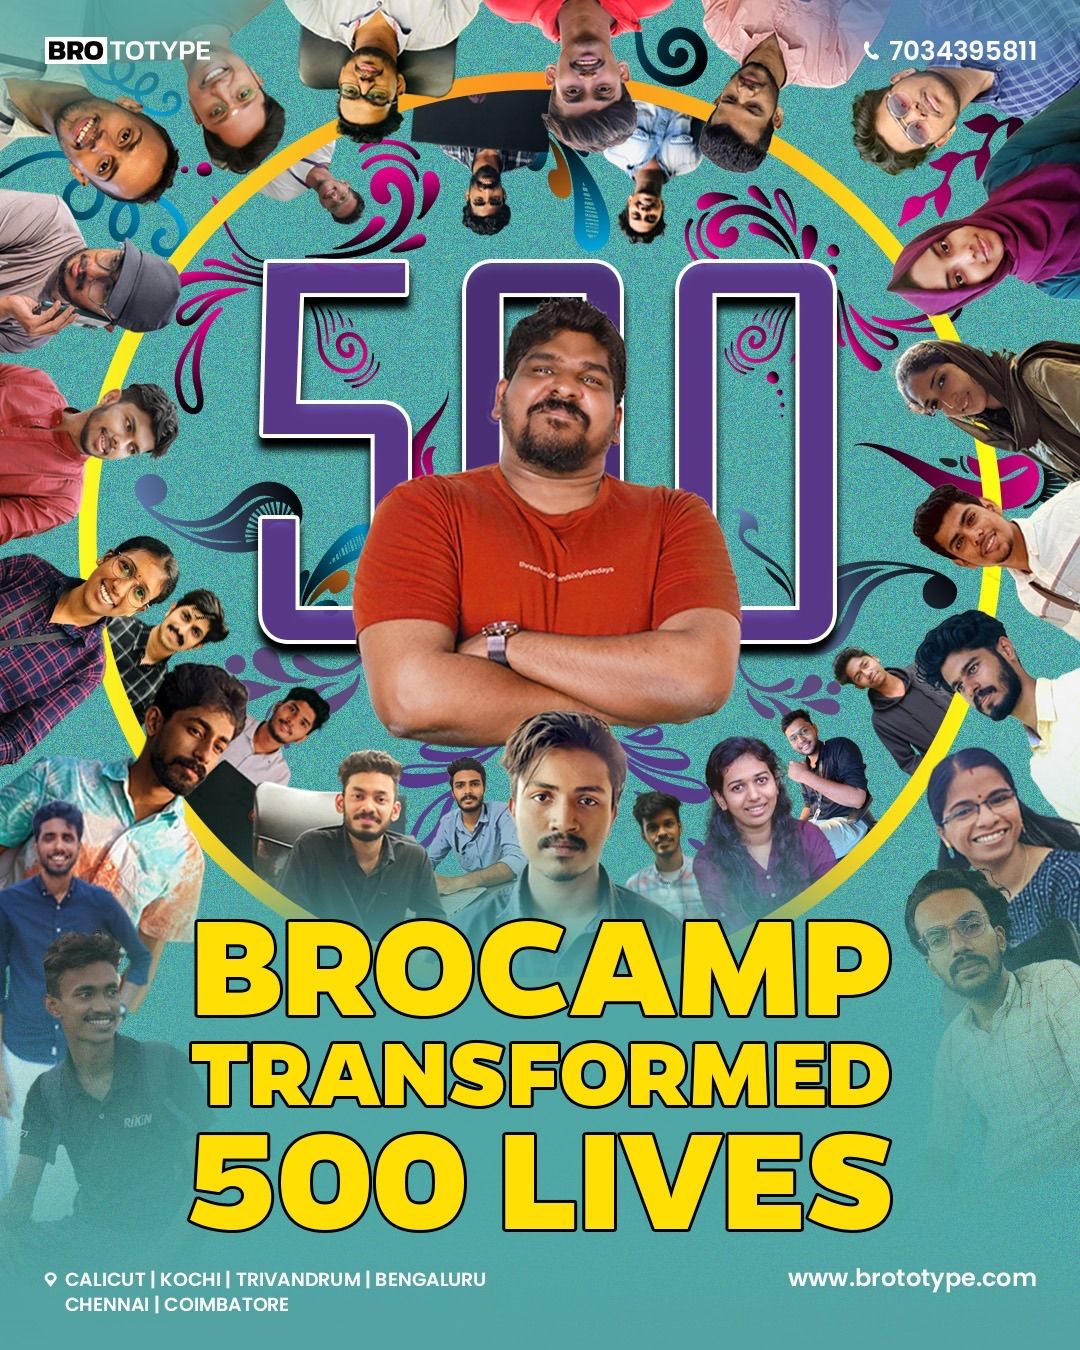 BROTOTYPE
7034395811
500
BROCAMP
TRANSFORMED
500 LIVES
CALICUT | KOCHI | TRIVANDRUM | BENGALURU
CHENNAI | COIMBATORE
www.brototype.com